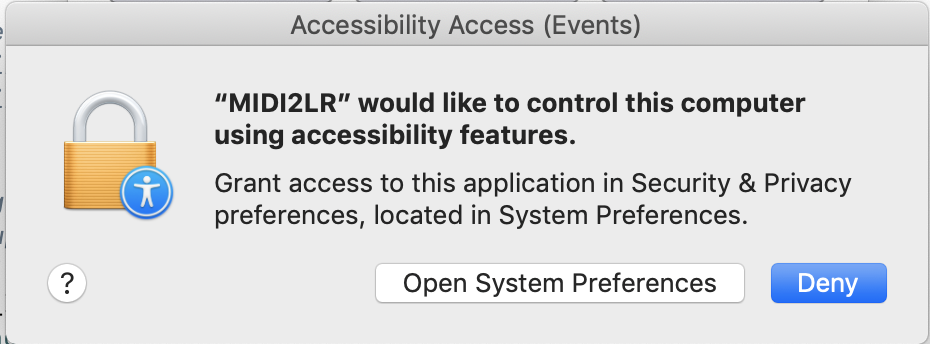 Accessibility Access (Events)
“MIDI2LR” would like to control this computer
using accessibility features.
Grant access to this application in Security & Privacy
preferences, located in System Preferences.
?
Open System Preferences
Deny